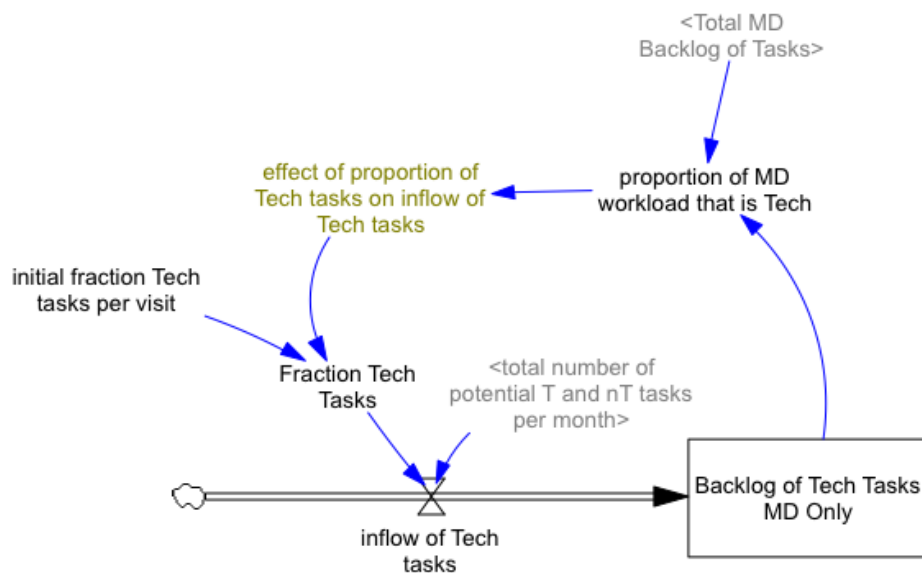 <Total MD
Backlog of Tasks>
effect of proportion of
Tech tasks on inflow of
Tech tasks
proportion of MD
workload that is Tech
initial fraction Tech
tasks per visit
Fraction Tech
Tasks
<total number of
potential T and nT tasks
per month>
Backlog of Tech Tasks
MD Only
inflow of Tech
tasks